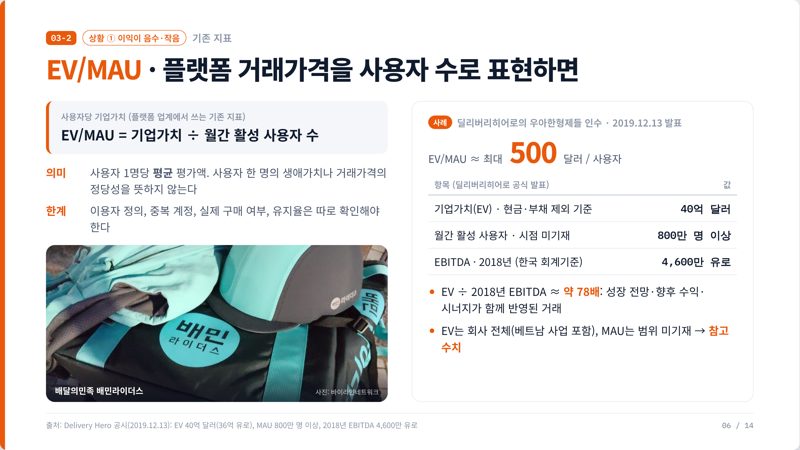 03-2 상황 ① 이익이 음수·작음 기존 지표
EV/MAU · 플랫폼 거래가격을 사용자 수로 표현하면
사용자당 기업가치 (플랫폼 업계에서 쓰는 기존 지표)
EV/MAU = 기업가치 ÷ 월간 활성 사용자 수
의미 사용자 1명당 평균 평가액. 사용자 한 명의 생애가치나 거래가격의
정당성을 뜻하지 않는다
한계 이용자 정의, 중복 계정, 실제 구매 여부, 유지율은 따로 확인해야
한다
배민
라이더스
배달의민족 배민라이더스
사진: 바이라인네트워크
사례 딜리버리히어로의 우아한형제들 인수 · 2019.12.13 발표
EV/MAU ≈ 최대 500 달러 / 사용자
항목 (딜리버리히어로 공식 발표) 값
기업가치(EV) · 현금·부채 제외 기준 40억 달러
월간 활성 사용자 · 시점 미기재 800만 명 이상
EBITDA · 2018년 (한국 회계기준) 4,600만 유로
• EV ÷ 2018년 EBITDA ≈ 약 78배: 성장 전망·향후 수익·
시너지가 함께 반영된 거래
• EV는 회사 전체(베트남 사업 포함), MAU는 범위 미기재 → 참고
수치
출처: Delivery Hero 공시(2019.12.13): EV 40억 달러(36억 유로), MAU 800만 명 이상, 2018년 EBITDA 4,600만 유로
06 / 14